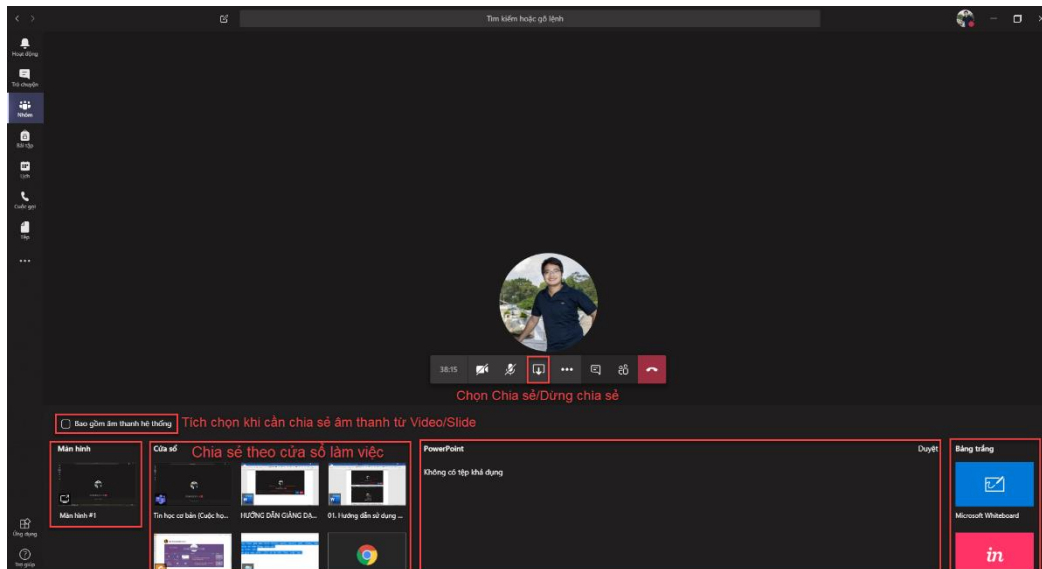 Tìm kiếm hoặc gõ lệnh
Hoạt động
Trò chuyện
Nhóm
Bài tập
Lịch
Cuộc gọi
Tệp
38:15
Chọn Chia sẻ/Dừng chia sẻ
Bao gồm âm thanh hệ thống
Tích chọn khi cần chia sẻ âm thanh từ Video/Slide
Màn hình
Cửa sổ
Chia sẻ theo cửa sổ làm việc
PowerPoint
Duyệt
Bảng trắng
Không có tệp khả dụng
Màn hình #1
Tin học cơ bản (Cuộc họ...
HƯỚNG DẪN GIẢNG DẠ...
01. Hướng dẫn sử dụng ...
Microsoft Whiteboard
in
Ứng dụng
Trợ giúp